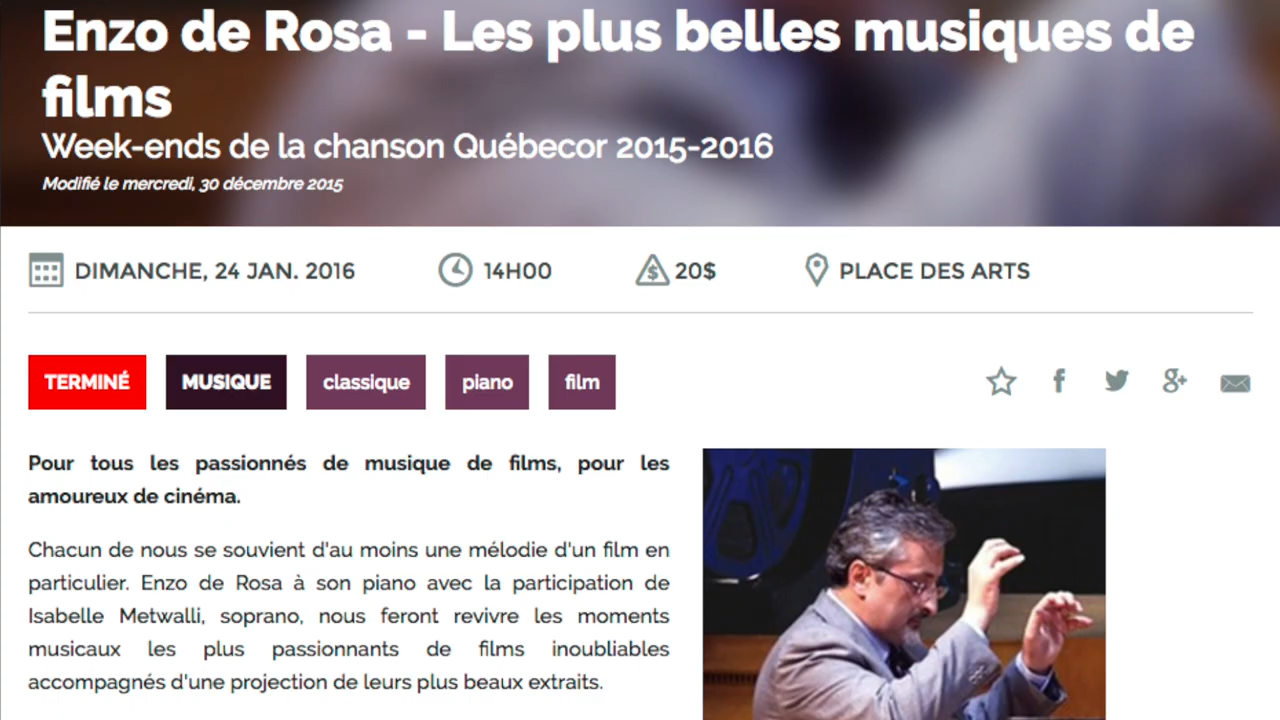 Enzo de Rosa - Les plus belles musiques de
films
Week-ends de la chanson Québecor 2015-2016
Modifié le mercredi, 30 décembre 2015
DIMANCHE, 24 JAN. 2016 14H00 20$ PLACE DES ARTS
TERMINÉ MUSIQUE classique piano film
Pour tous les passionnés de musique de films, pour les
amoureux de cinéma.
Chacun de nous se souvient d'au moins une mélodie d'un film en
particulier. Enzo de Rosa à son piano avec la participation de
Isabelle Metwalli, soprano, nous feront revivre les moments
musicaux les plus passionnants de films inoubliables
accompagnés d'une projection de leurs plus beaux extraits.